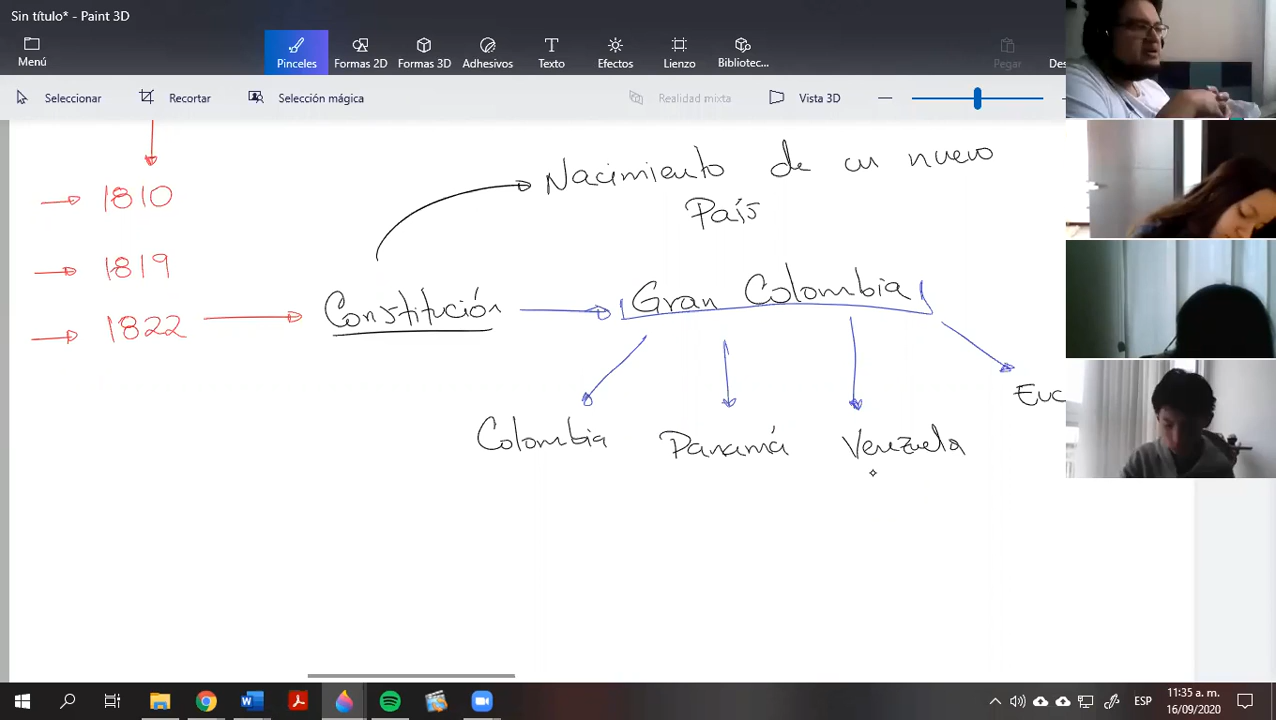 Sin título* - Paint 3D
Menú
Pinceles
Formas 2D
Formas 3D
Adhesivos
Texto
Efectos
Lienzo
Bibliotec...
Pegar
Des
Seleccionar
Recortar
Selección mágica
Realidad mixta
Vista 3D
Nacimiento de un nuevo
País
1810
1819
1822
Constitución
Gran Colombia
Colombia
Panamá
Venezuela
Euc
ESP
11:35 a. m.
16/09/2020